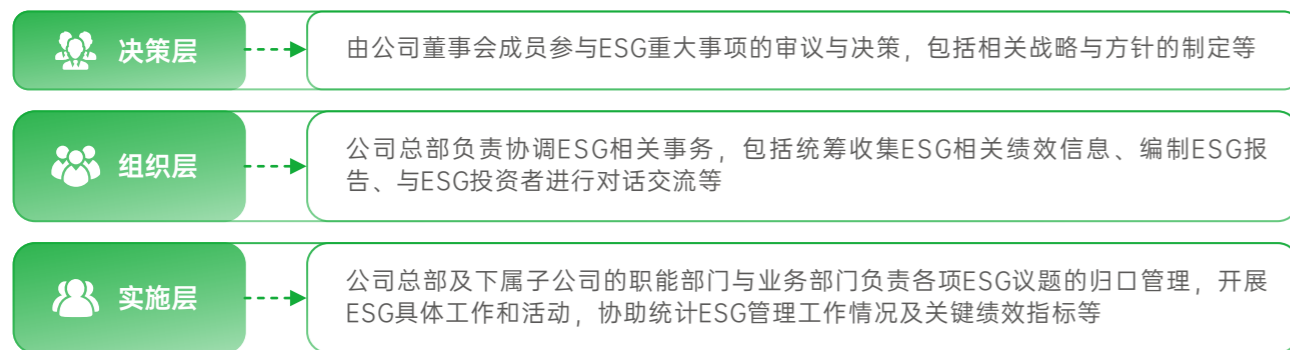 决策层
由公司董事会成员参与ESG重大事项的审议与决策，包括相关战略与方针的制定等
组织层
公司总部负责协调ESG相关事务，包括统筹收集ESG相关绩效信息、编制ESG报
告、与ESG投资者进行对话交流等
实施层
公司总部及下属子公司的职能部门与业务部门负责各项ESG议题的归口管理，开展
ESG具体工作和活动，协助统计ESG管理工作情况及关键绩效指标等